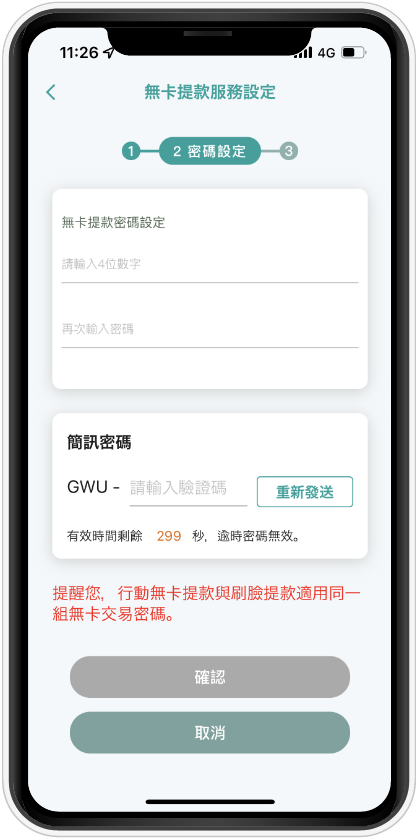 11:26 4G
無卡提款服務設定
1 2 密碼設定 3
無卡提款密碼設定
請輸入4位數字
再次輸入密碼
簡訊密碼
GWU - 請輸入驗證碼 重新發送
有效時間剩餘 299 秒，逾時密碼無效。
提醒您，行動無卡提款與刷臉提款適用同一
組無卡交易密碼。
確認
取消